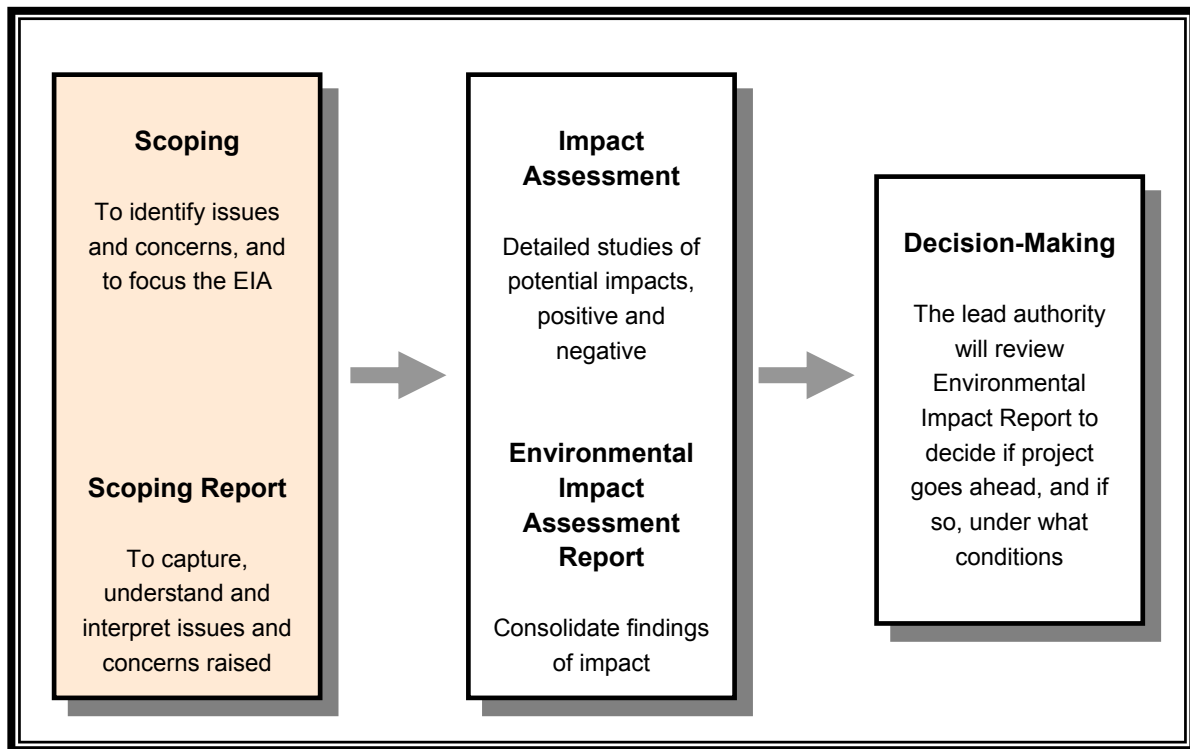 Scoping
To identify issues
and concerns, and
to focus the EIA
Scoping Report
To capture,
understand and
interpret issues and
concerns raised
Impact
Assessment
Detailed studies of
potential impacts,
positive and
negative
Environmental
Impact
Assessment
Report
Consolidate findings
of impact
Decision-Making
The lead authority
will review
Environmental
Impact Report to
decide if project
goes ahead, and if
so, under what
conditions